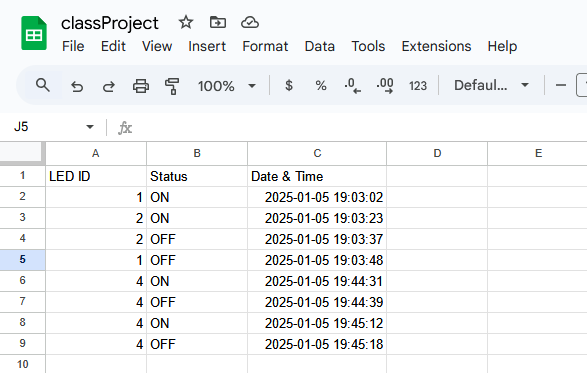 classProject
File Edit View Insert Format Data Tools Extensions Help
100% $ % .0 .00 123 Defaul...
J5 fx
A B C D E
1 LED ID Status Date & Time
2 1 ON 2025-01-05 19:03:02
3 2 ON 2025-01-05 19:03:23
4 2 OFF 2025-01-05 19:03:37
5 1 OFF 2025-01-05 19:03:48
6 4 ON 2025-01-05 19:44:31
7 4 OFF 2025-01-05 19:44:39
8 4 ON 2025-01-05 19:45:12
9 4 OFF 2025-01-05 19:45:18
10